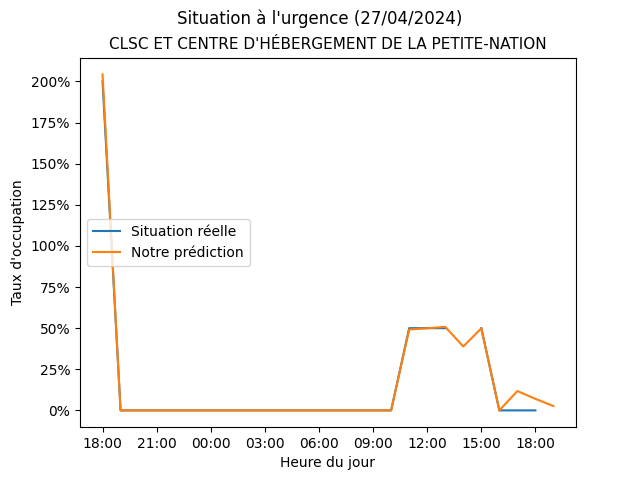 Situation à l'urgence (27/04/2024)
CLSC ET CENTRE D'HÉBERGEMENT DE LA PETITE-NATION
200%
175%
150%
125%
100%
75%
50%
25%
0%
Taux d'occupation
Situation réelle
Notre prédiction
18:00 21:00 00:00 03:00 06:00 09:00 12:00 15:00 18:00
Heure du jour